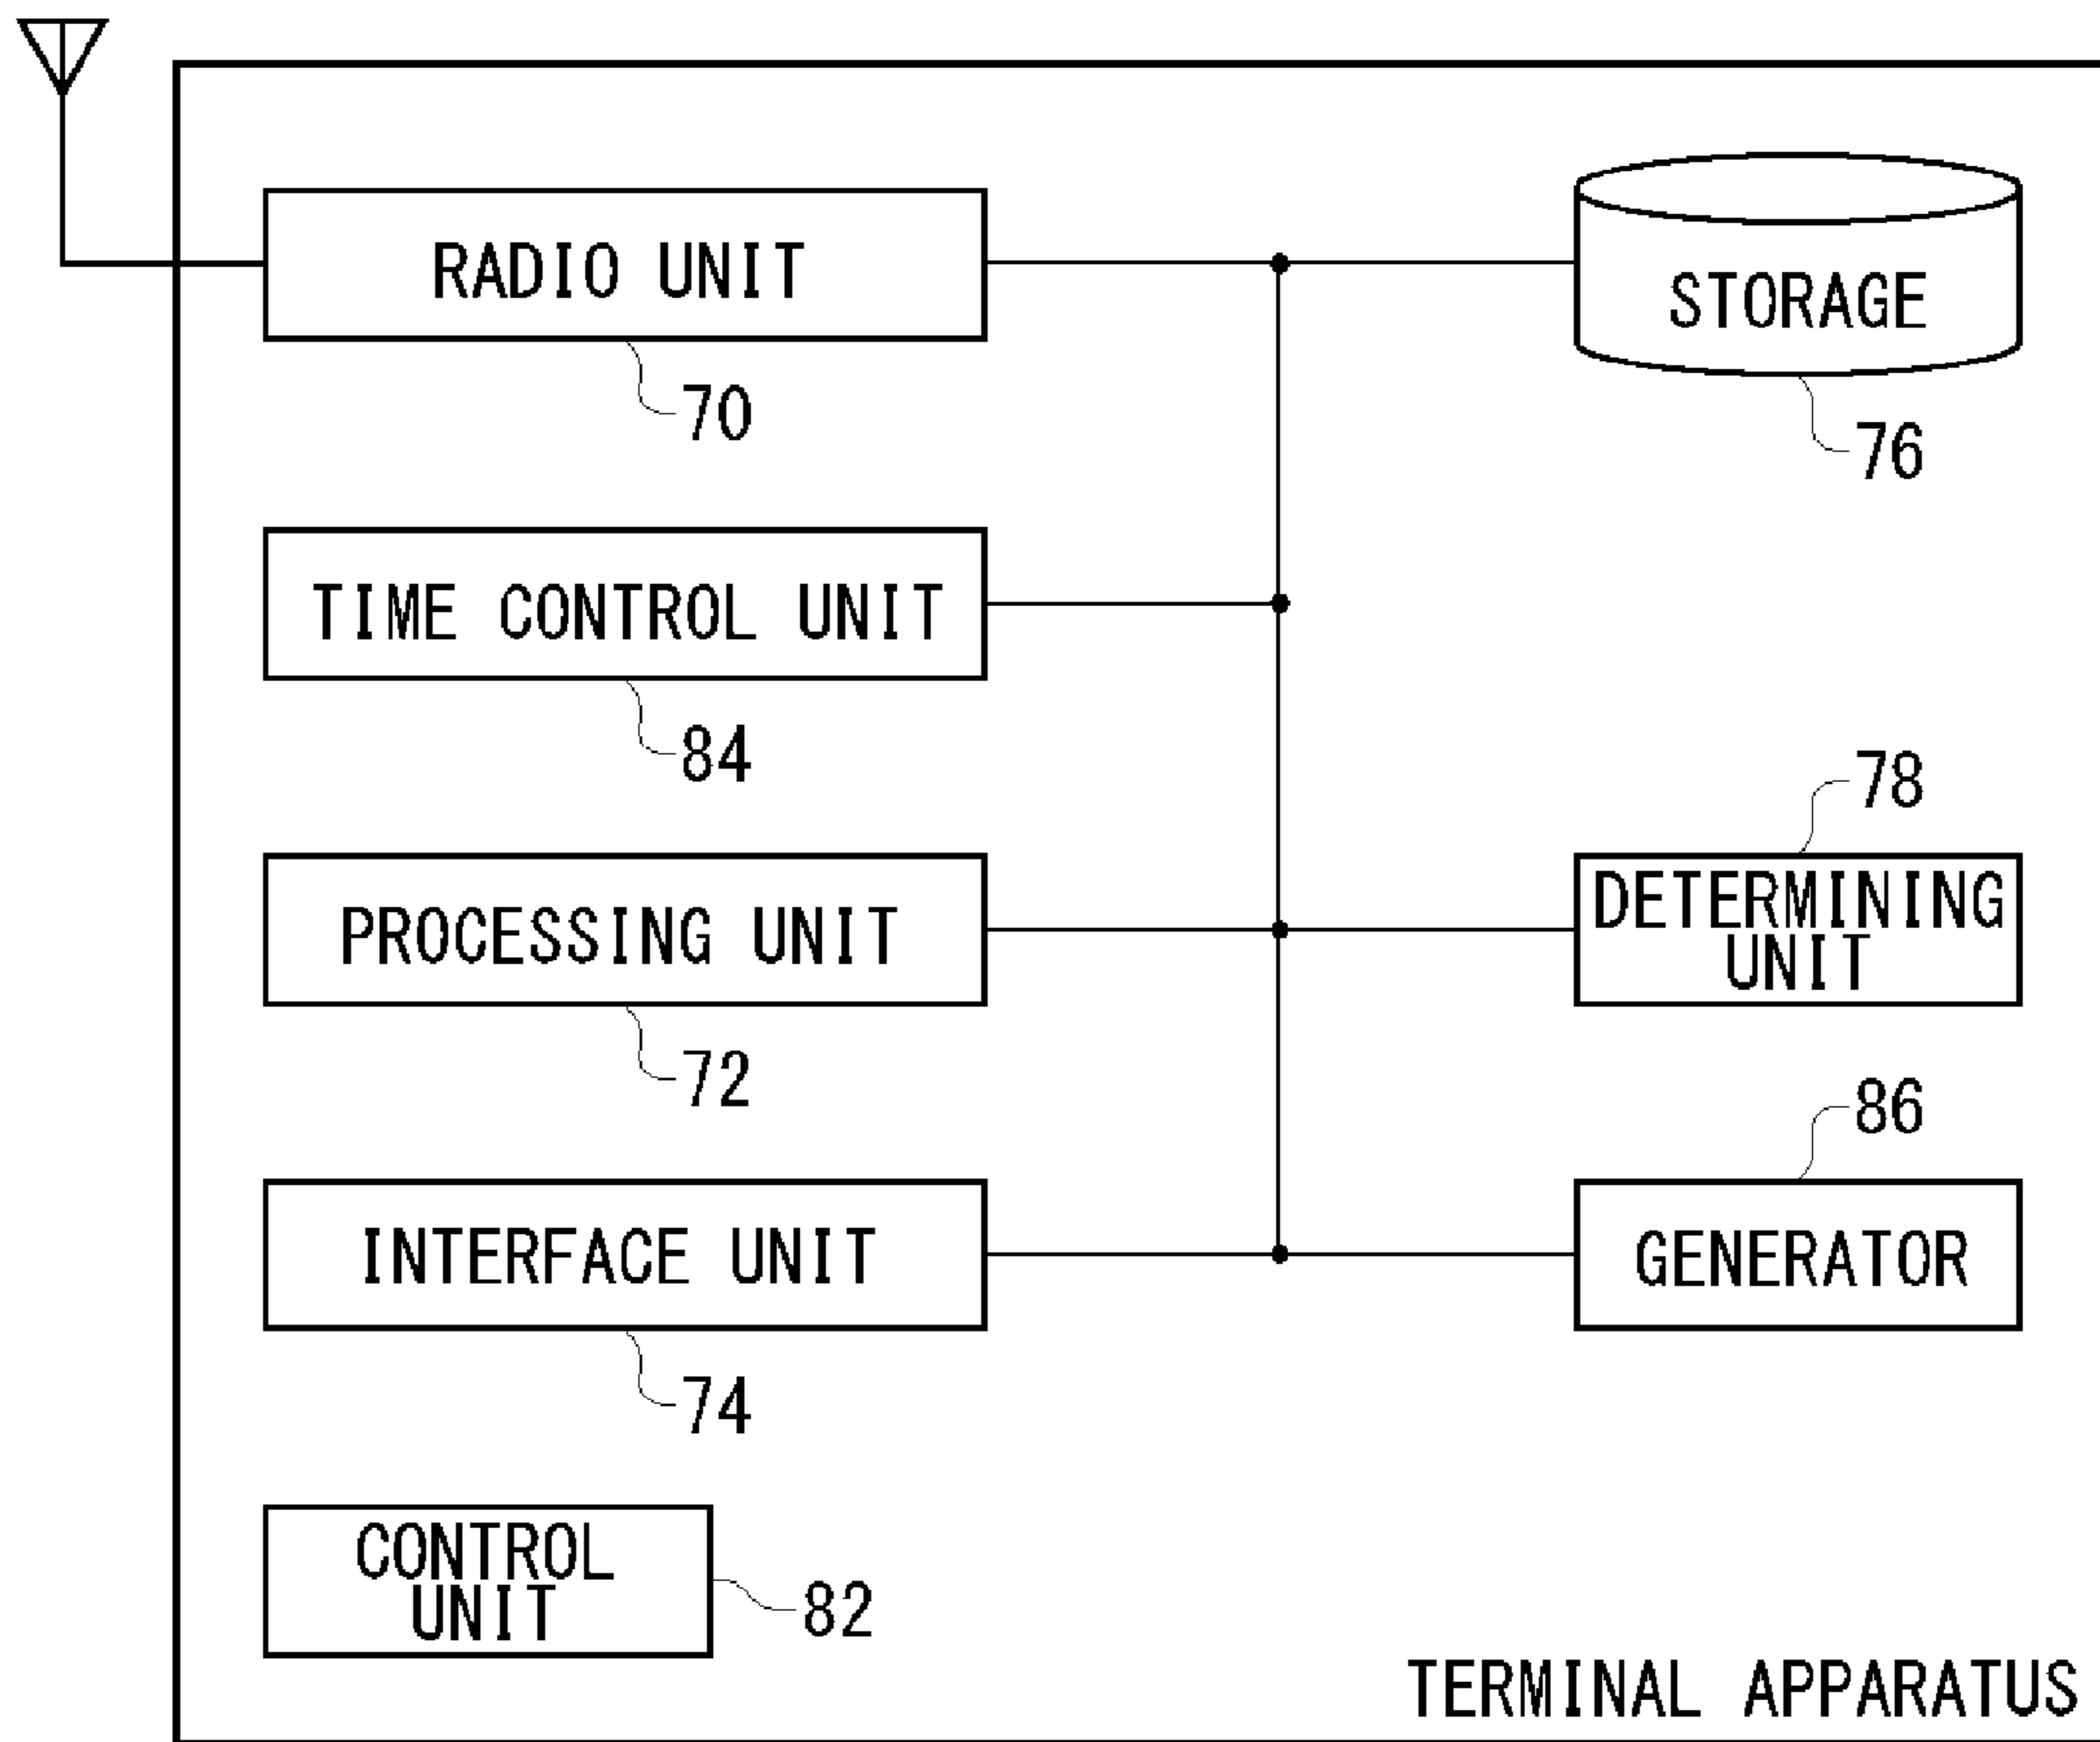 RADIO UNIT
70
STORAGE
76
TIME CONTROL UNIT
84
78
PROCESSING UNIT
72
DETERMINING
UNIT
86
INTERFACE UNIT
74
GENERATOR
CONTROL
UNIT
82
TERMINAL APPARATUS